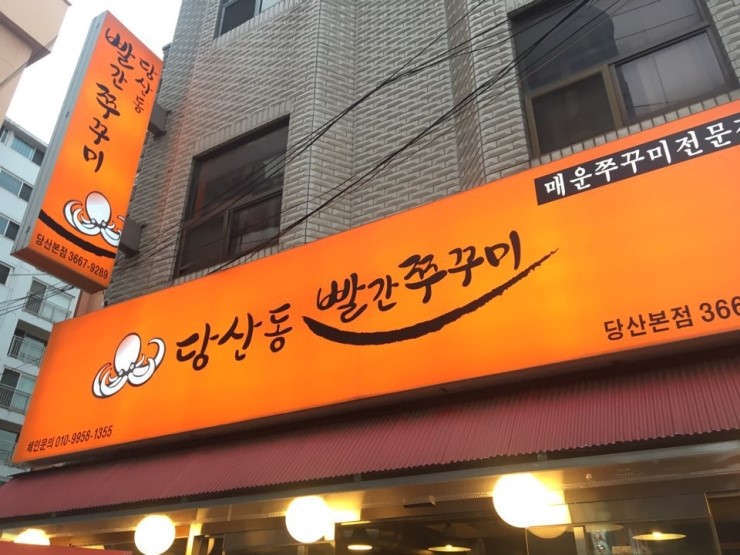 당산동
빨간쭈꾸미
당산본점 3667-9289
매운쭈꾸미전문
당산동 빨간쭈꾸미
당산본점 366
체인문의 010-9958-1355